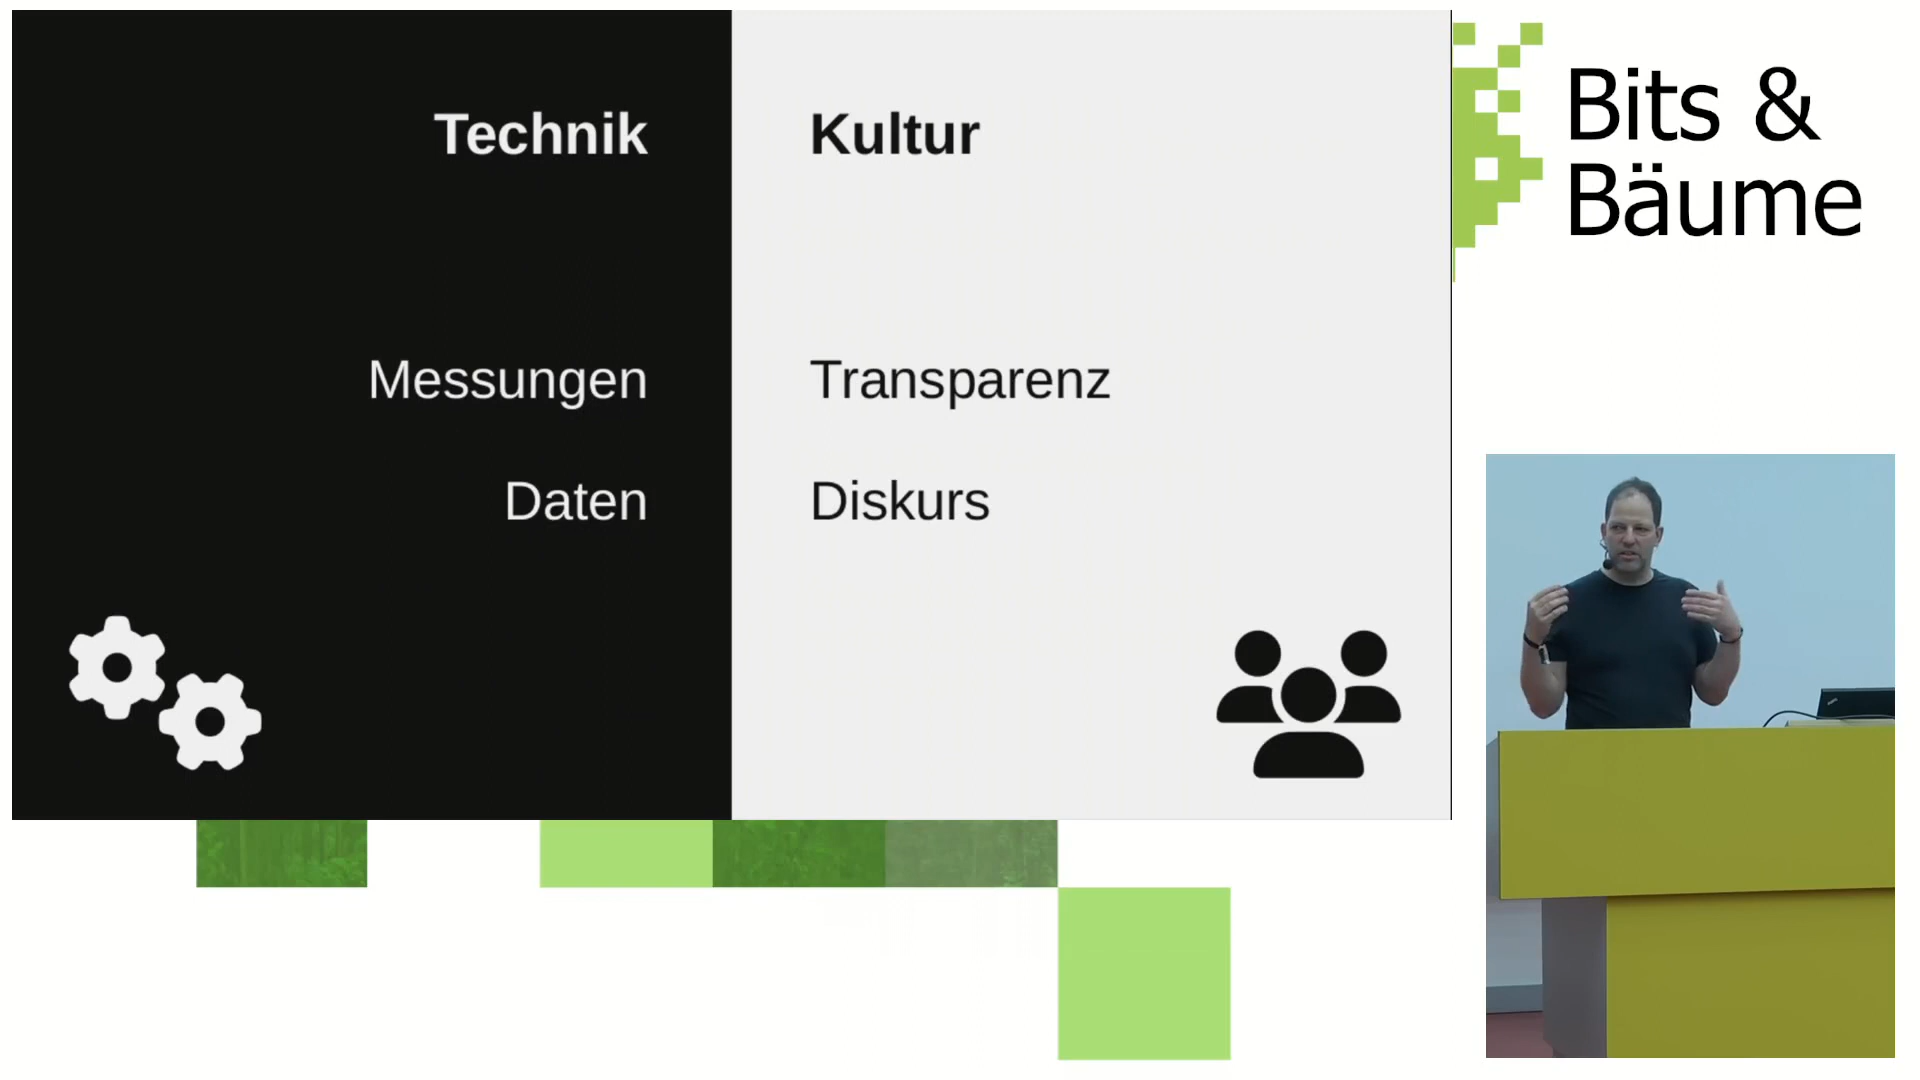 Technik
Kultur
Messungen
Transparenz
Daten
Diskurs
Bits &
Bäume